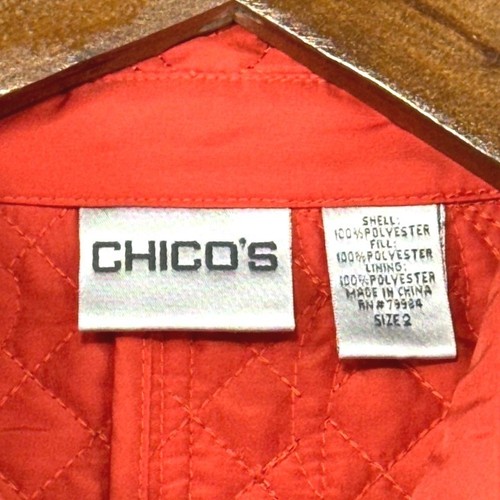 CHICO'S
SHELL:
100%POLYESTER
FILL:
100%POLYESTER
LINING:
100%POLYESTER
MADE IN CHINA
RN#79984
SIZE 2